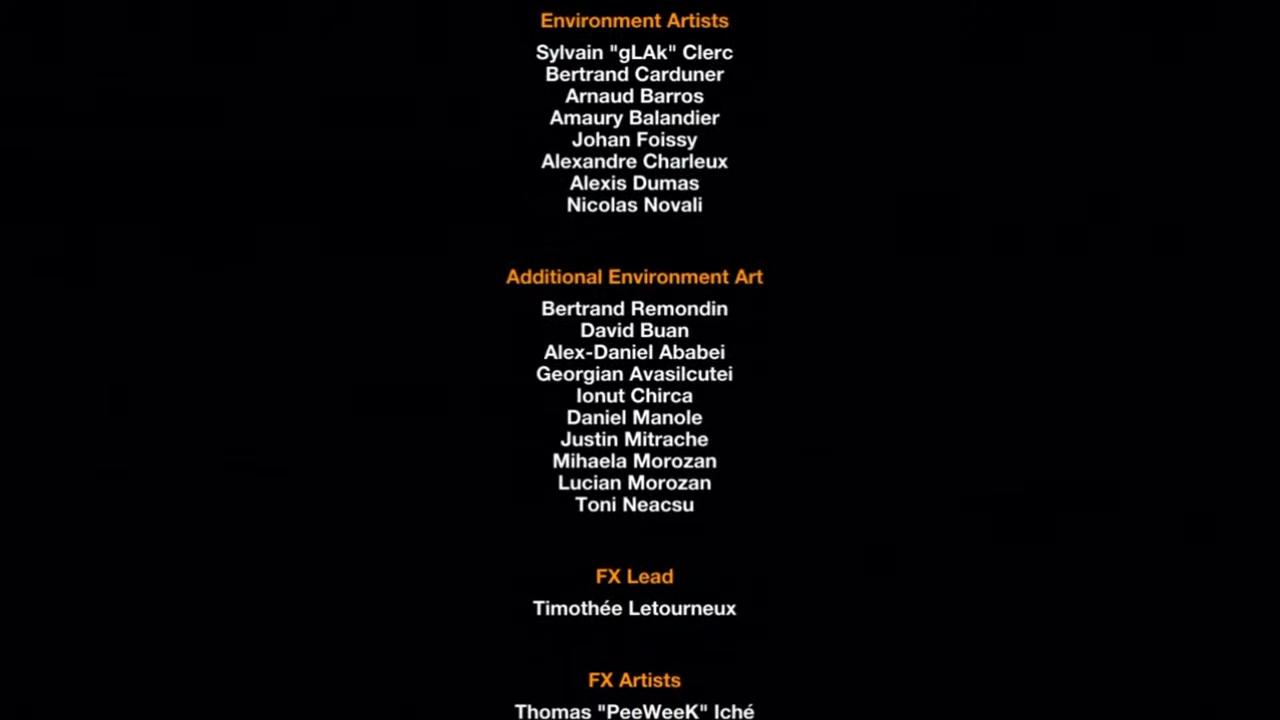 Environment Artists
Sylvain "gLAk" Clerc
Bertrand Carduner
Arnaud Barros
Amaury Balandier
Johan Foissy
Alexandre Charleux
Alexis Dumas
Nicolas Novali
Additional Environment Art
Bertrand Remondin
David Buan
Alex-Daniel Ababei
Georgian Avasilcutei
Ionut Chirca
Daniel Manole
Justin Mitrache
Mihaela Morozan
Lucian Morozan
Toni Neacsu
FX Lead
Timothée Letourneux
FX Artists
Thomas "PeeWeeK" Iché